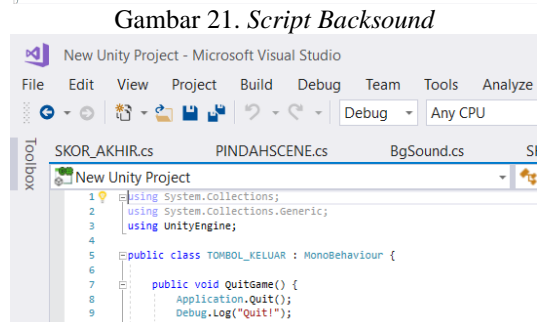 Gambar 21. Script Backsound
New Unity Project - Microsoft Visual Studio
File Edit View Project Build Debug Team Tools Analyze
Debug Any CPU
Toolbox
SKOR_AKHIR.cs PINDAHSCENE.cs BgSound.cs
New Unity Project
1 using System.Collections;
2 using System.Collections.Generic;
3 using UnityEngine;
4
5 public class TOMBOL_KELUAR : MonoBehaviour {
6
7 public void QuitGame() {
8 Application.Quit();
9 Debug.Log("Quit!");